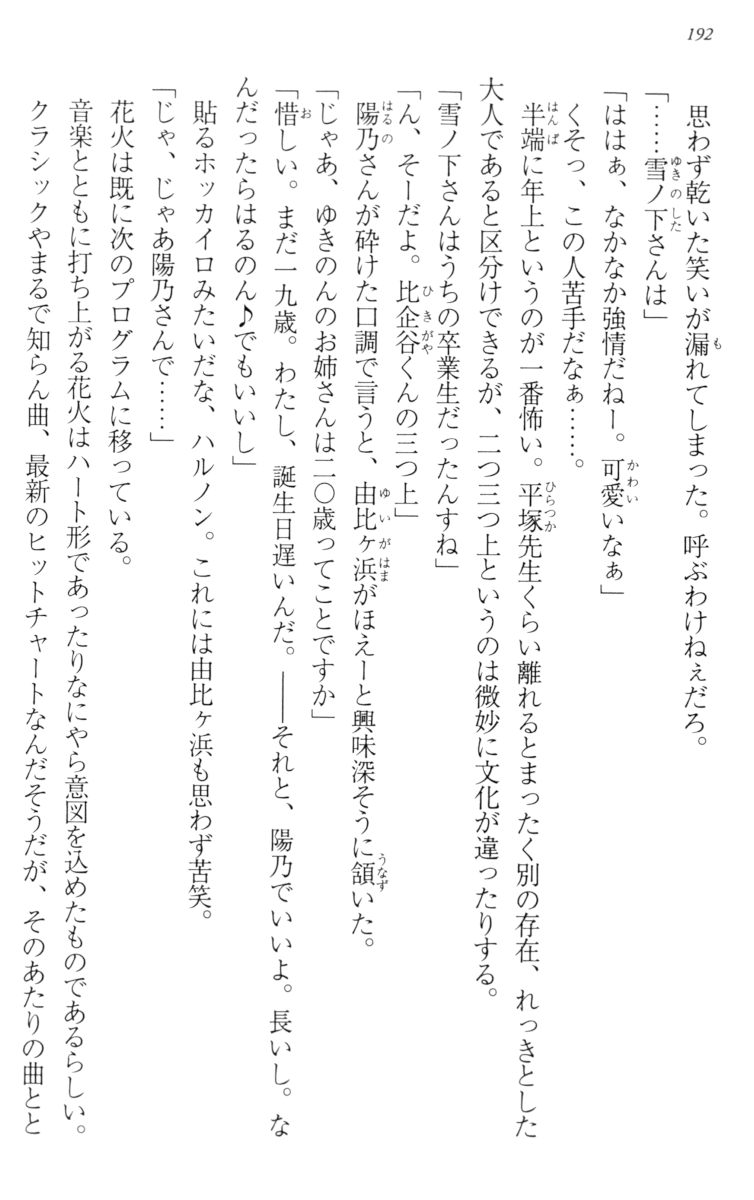 192
思わず乾いた笑いが漏れてしまった。呼ぶわけねぇだろ。
「……雪ノ下さんは」
「ははぁ、なかなか強情だねー。可愛いなぁ」
くそっ、この人苦手だなぁ……。
半端に年上というのが一番怖い。平塚先生くらい離れるとまったく別の存在、れっきとした
大人であると区分けできるが、二つ三つ上というのは微妙に文化が違ったりする。
「雪ノ下さんはうちの卒業生だったんすね」
「ん、そーだよ。比企谷くんの三つ上」
陽乃さんが砕けた口調で言うと、由比ヶ浜がほえーと興味深そうに頷いた。
「じゃあ、ゆきのんのお姉さんは二〇歳ってことですか」
「惜しい。まだ一九歳。わたし、誕生日遅いんだ。――それと、陽乃でいいよ。長いし。な
んだったらはるのん♪でもいいし」
貼るホッカイロみたいだな、ハルノン。これには由比ヶ浜も思わず苦笑。
「じゃ、じゃあ陽乃さんで……」
花火は既に次のプログラムに移っている。
音楽とともに打ち上がる花火はハート形であったりなにやら意図を込めたものであるらしい。
クラシックやまるで知らん曲、最新のヒットチャートなんだそうだが、そのあたりの曲とと